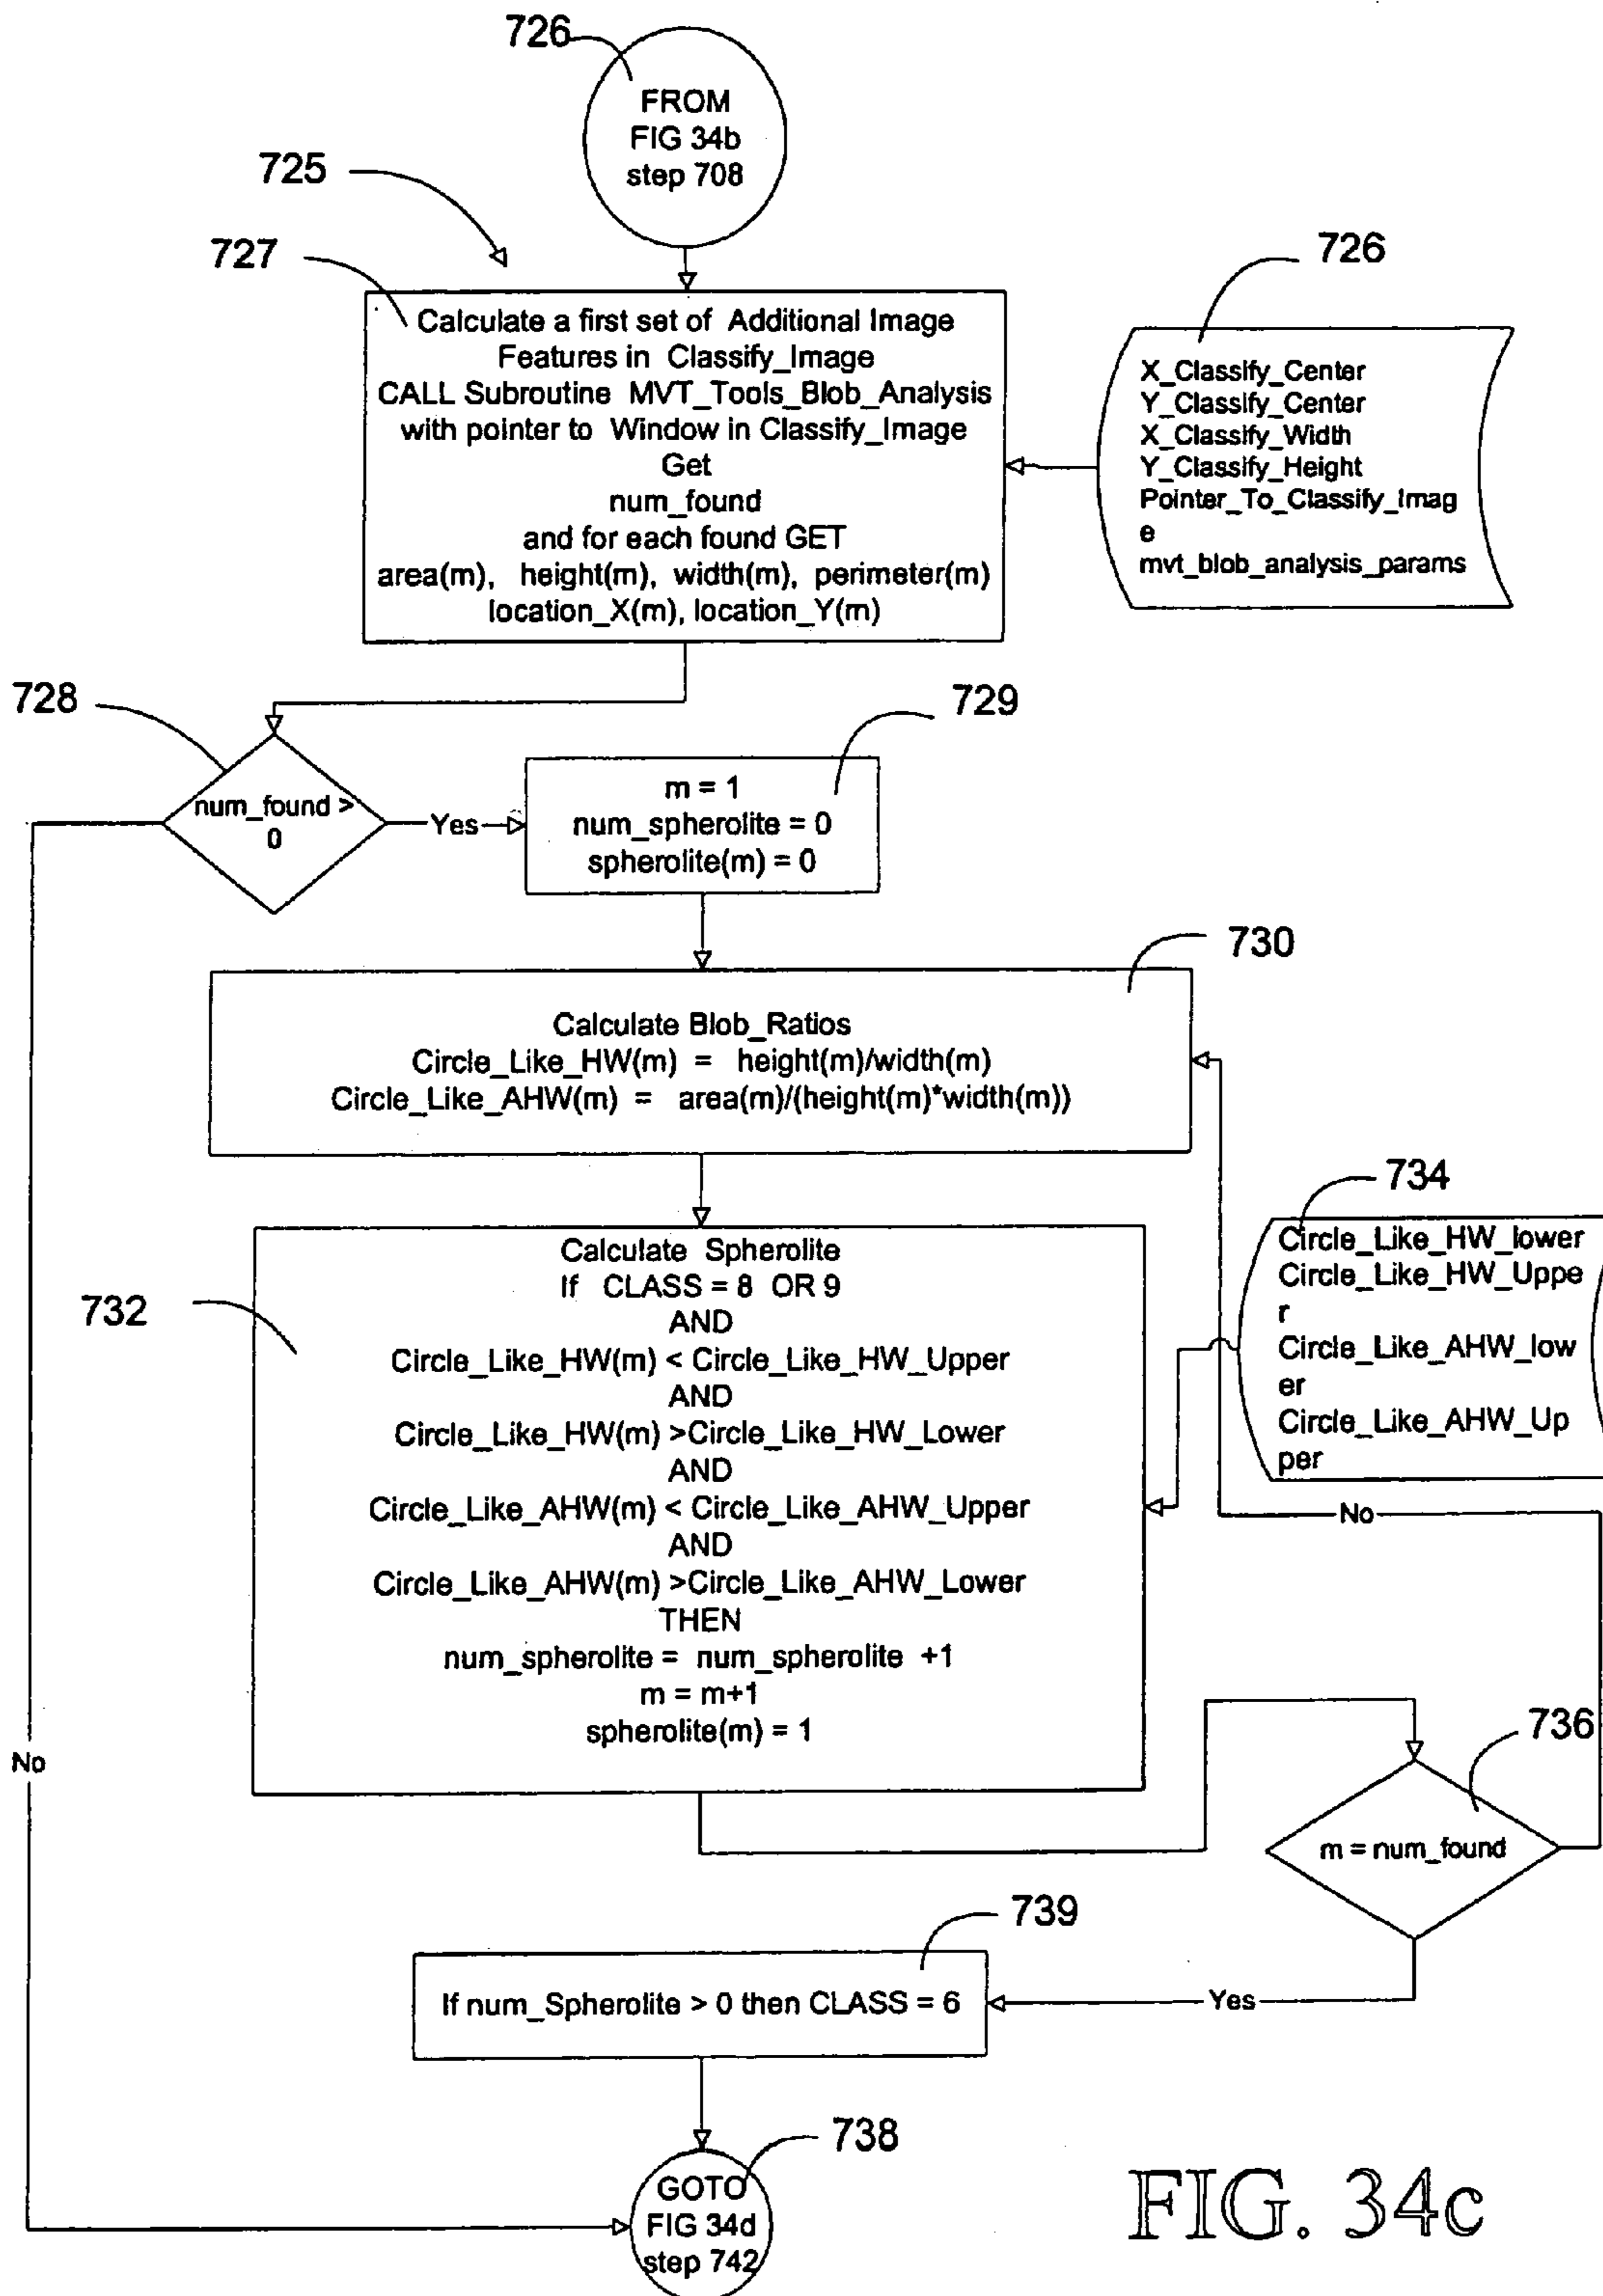 726
FROM
FIG 34b
step 708
725
727
Calculate a first set of Additional Image
Features in Classify_Image
CALL Subroutine MVT_Tools_Blob_Analysis
with pointer to Window in Classify_Image
Get
num_found
and for each found GET
area(m), height(m), width(m), perimeter(m)
location_X(m), location_Y(m)
726
X_Classify_Center
Y_Classify_Center
X_Classify_Width
Y_Classify_Height
Pointer_To_Classify_Imag
e
mvt_blob_analysis_params
728
num_found >
0
Yes
729
m = 1
num_spherolite = 0
spherolite(m) = 0
730
Calculate Blob_Ratios
Circle_Like_HW(m) = height(m)/width(m)
Circle_Like_AHW(m) = area(m)/(height(m)*width(m))
732
Calculate Spherolite
If CLASS = 8 OR 9
AND
Circle_Like_HW(m) < Circle_Like_HW_Upper
AND
Circle_Like_HW(m) >Circle_Like_HW_Lower
AND
Circle_Like_AHW(m) < Circle_Like_AHW_Upper
AND
Circle_Like_AHW(m) >Circle_Like_AHW_Lower
THEN
num_spherolite = num_spherolite +1
m = m+1
spherolite(m) = 1
734
Circle_Like_HW_lower
Circle_Like_HW_Uppe
r
Circle_Like_AHW_low
er
Circle_Like_AHW_Up
per
No
736
m = num_found
No
739
If num_Spherolite > 0 then CLASS = 6
Yes
738
GOTO
FIG 34d
step 742
FIG. 34c